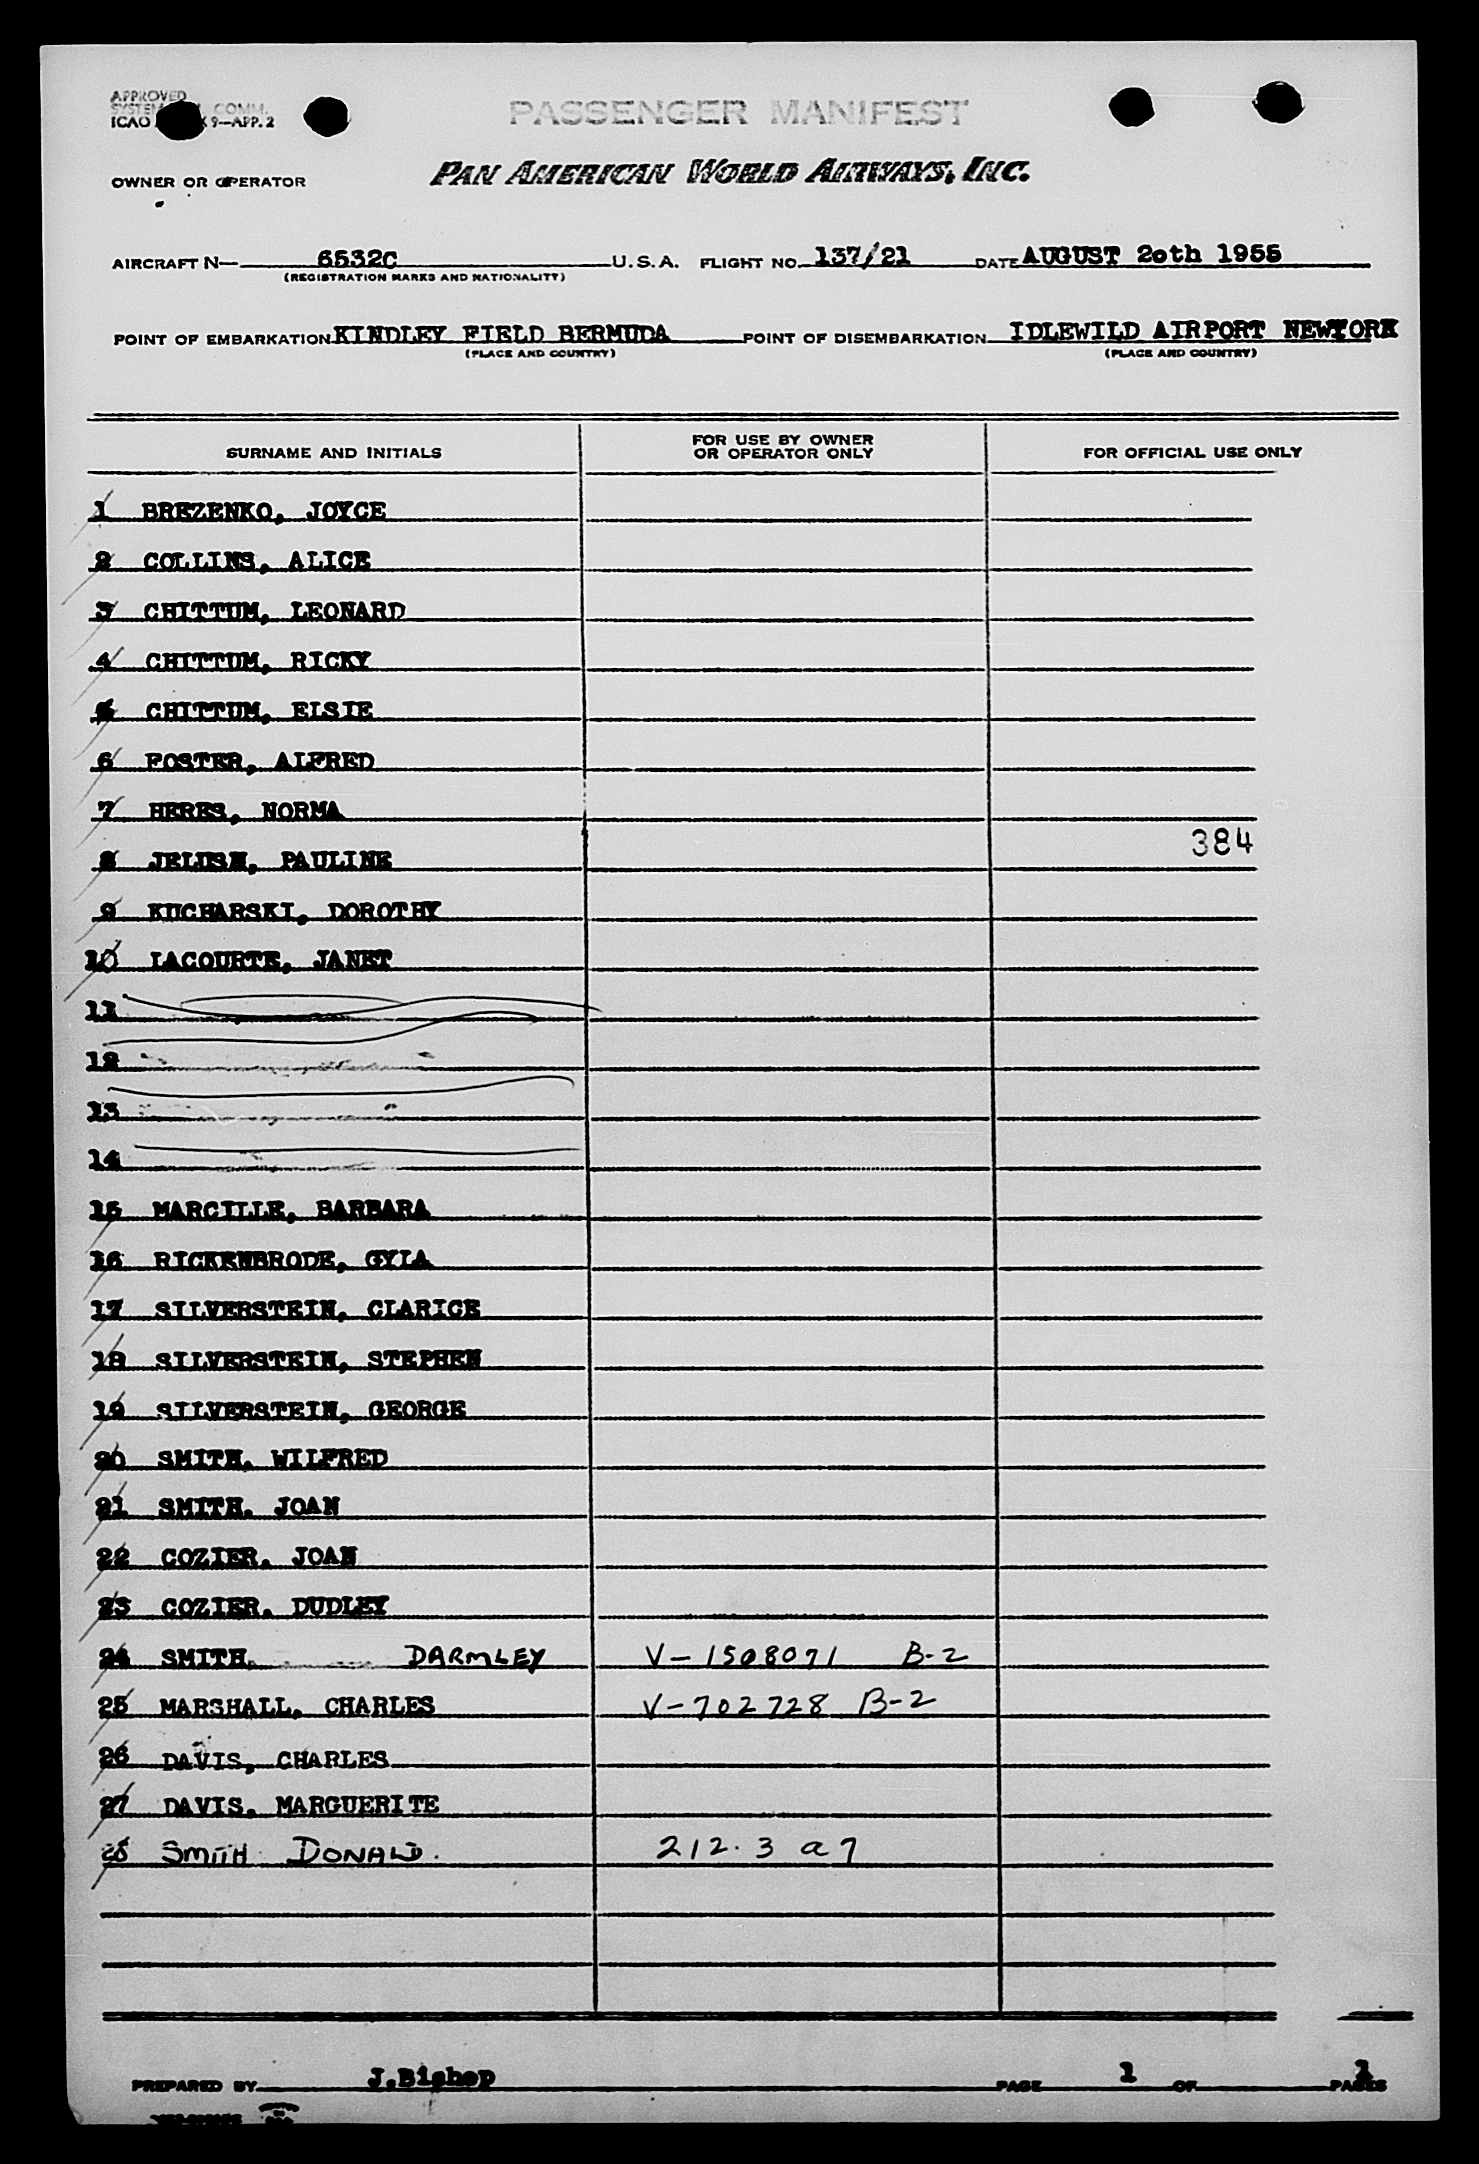 APPROVED
COMM.
ICAO 9—APP. 2
PASSENGER MANIFEST
OWNER OR OPERATOR PAN AMERICAN WORLD AIRWAYS, INC.
AIRCRAFT N— 6532C U.S.A. FLIGHT NO. 137/21 DATE AUGUST 20th 1955
(REGISTRATION MARKS AND NATIONALITY)
POINT OF EMBARKATION KINDLEY FIELD BERMUDA POINT OF DISEMBARKATION IDLEWILD AIRPORT NEWYORK
(PLACE AND COUNTRY) (PLACE AND COUNTRY)
SURNAME AND INITIALS FOR USE BY OWNER OR OPERATOR ONLY FOR OFFICIAL USE ONLY
1 BREZENKO, JOYCE
2 COLLINS, ALICE
3 CHITTUM, LEONARD
4 CHITTUM, RICKY
5 CHITTUM, ELSIE
6 FOSTER, ALFRED
7 HERES, NORMA
384
8 PAULINE
9 KUCHARSKI, DOROTHY
10 LACOURTE, JANET
11
12
13
14
15 MARCILLE, BARBARA
16 RICKENBRODE, GYLA
17 SILVERSTEIN, CLARICE
18 SILVERSTEIN, STEPHEN
19 SILVERSTEIN, GEORGE
20 SMITH. WILFRED
21 SMITH. JOAN
22 COZIER. JOAN
23 COZIER. DUDLEY
24 SMITH. DARMLEY V-1508071 B-2
25 MARSHALL, CHARLES V-702728 B-2
26 DAVIS, CHARLES
27 DAVIS. MARGUERITE
28 SMITH DONALD. 212.3 a 7
PREPARED BY J.Bishop PAGE 1 OF 1 PAGES